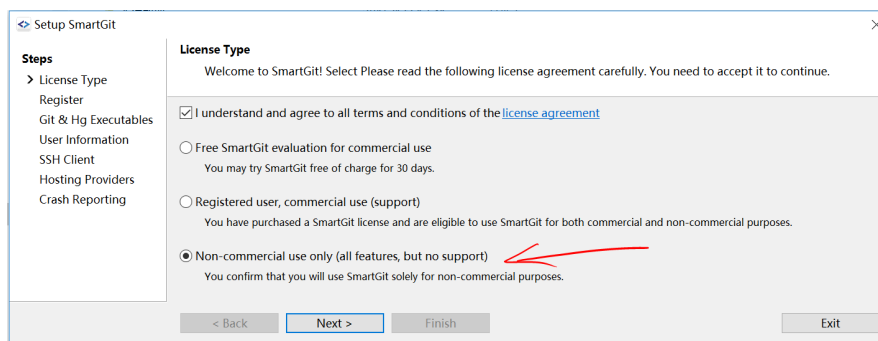 Setup SmartGit
Steps
License Type
Register
Git & Hg Executables
User Information
SSH Client
Hosting Providers
Crash Reporting
License Type
Welcome to SmartGit! Select Please read the following license agreement carefully. You need to accept it to continue.
I understand and agree to all terms and conditions of the license agreement
Free SmartGit evaluation for commercial use
You may try SmartGit free of charge for 30 days.
Registered user, commercial use (support)
You have purchased a SmartGit license and are eligible to use SmartGit for both commercial and non-commercial purposes.
Non-commercial use only (all features, but no support)
You confirm that you will use SmartGit solely for non-commercial purposes.
< Back
Next >
Finish
Exit